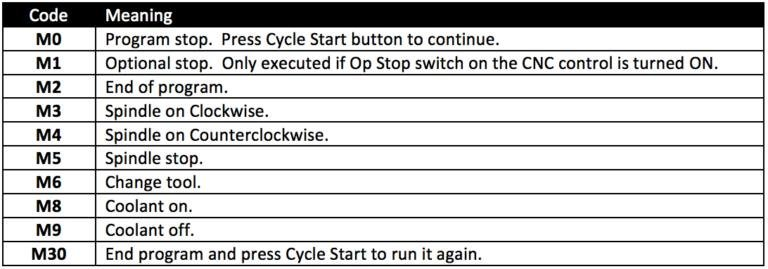 Code Meaning
M0 Program stop. Press Cycle Start button to continue.
M1 Optional stop. Only executed if Op Stop switch on the CNC control is turned ON.
M2 End of program.
M3 Spindle on Clockwise.
M4 Spindle on Counterclockwise.
M5 Spindle stop.
M6 Change tool.
M8 Coolant on.
M9 Coolant off.
M30 End program and press Cycle Start to run it again.